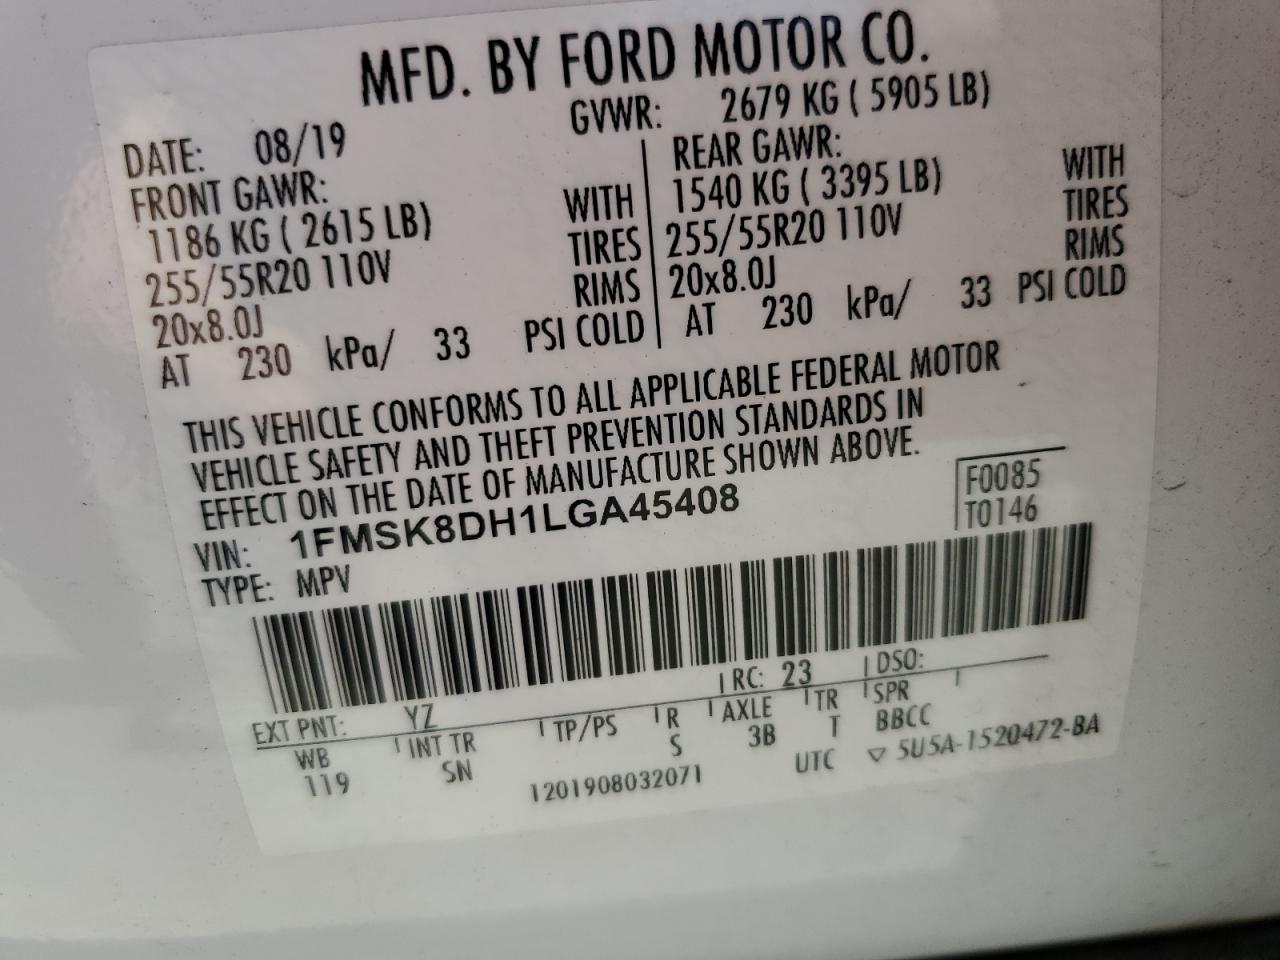 MFD. BY FORD MOTOR CO.
DATE: 08/19 GVWR: 2679 KG ( 5905 LB)
FRONT GAWR: REAR GAWR:
1186 KG ( 2615 LB) WITH 1540 KG ( 3395 LB) WITH
255/55R20 110V TIRES 255/55R20 110V TIRES
20x8.0J RIMS 20x8.0J RIMS
AT 230 kPa/ 33 PSI COLD AT 230 kPa/ 33 PSI COLD
THIS VEHICLE CONFORMS TO ALL APPLICABLE FEDERAL MOTOR
VEHICLE SAFETY AND THEFT PREVENTION STANDARDS IN
EFFECT ON THE DATE OF MANUFACTURE SHOWN ABOVE.
VIN: 1FMSK8DH1LGA45408 F0085
TYPE: MPV T0146
EXT PNT: YZ RC: 23 DSO:
WB INT TR TP/PS R AXLE TR SPR
119 SN S 3B T BBCC
1201908032071 UTC ▽ 5U5A-1520472-BA